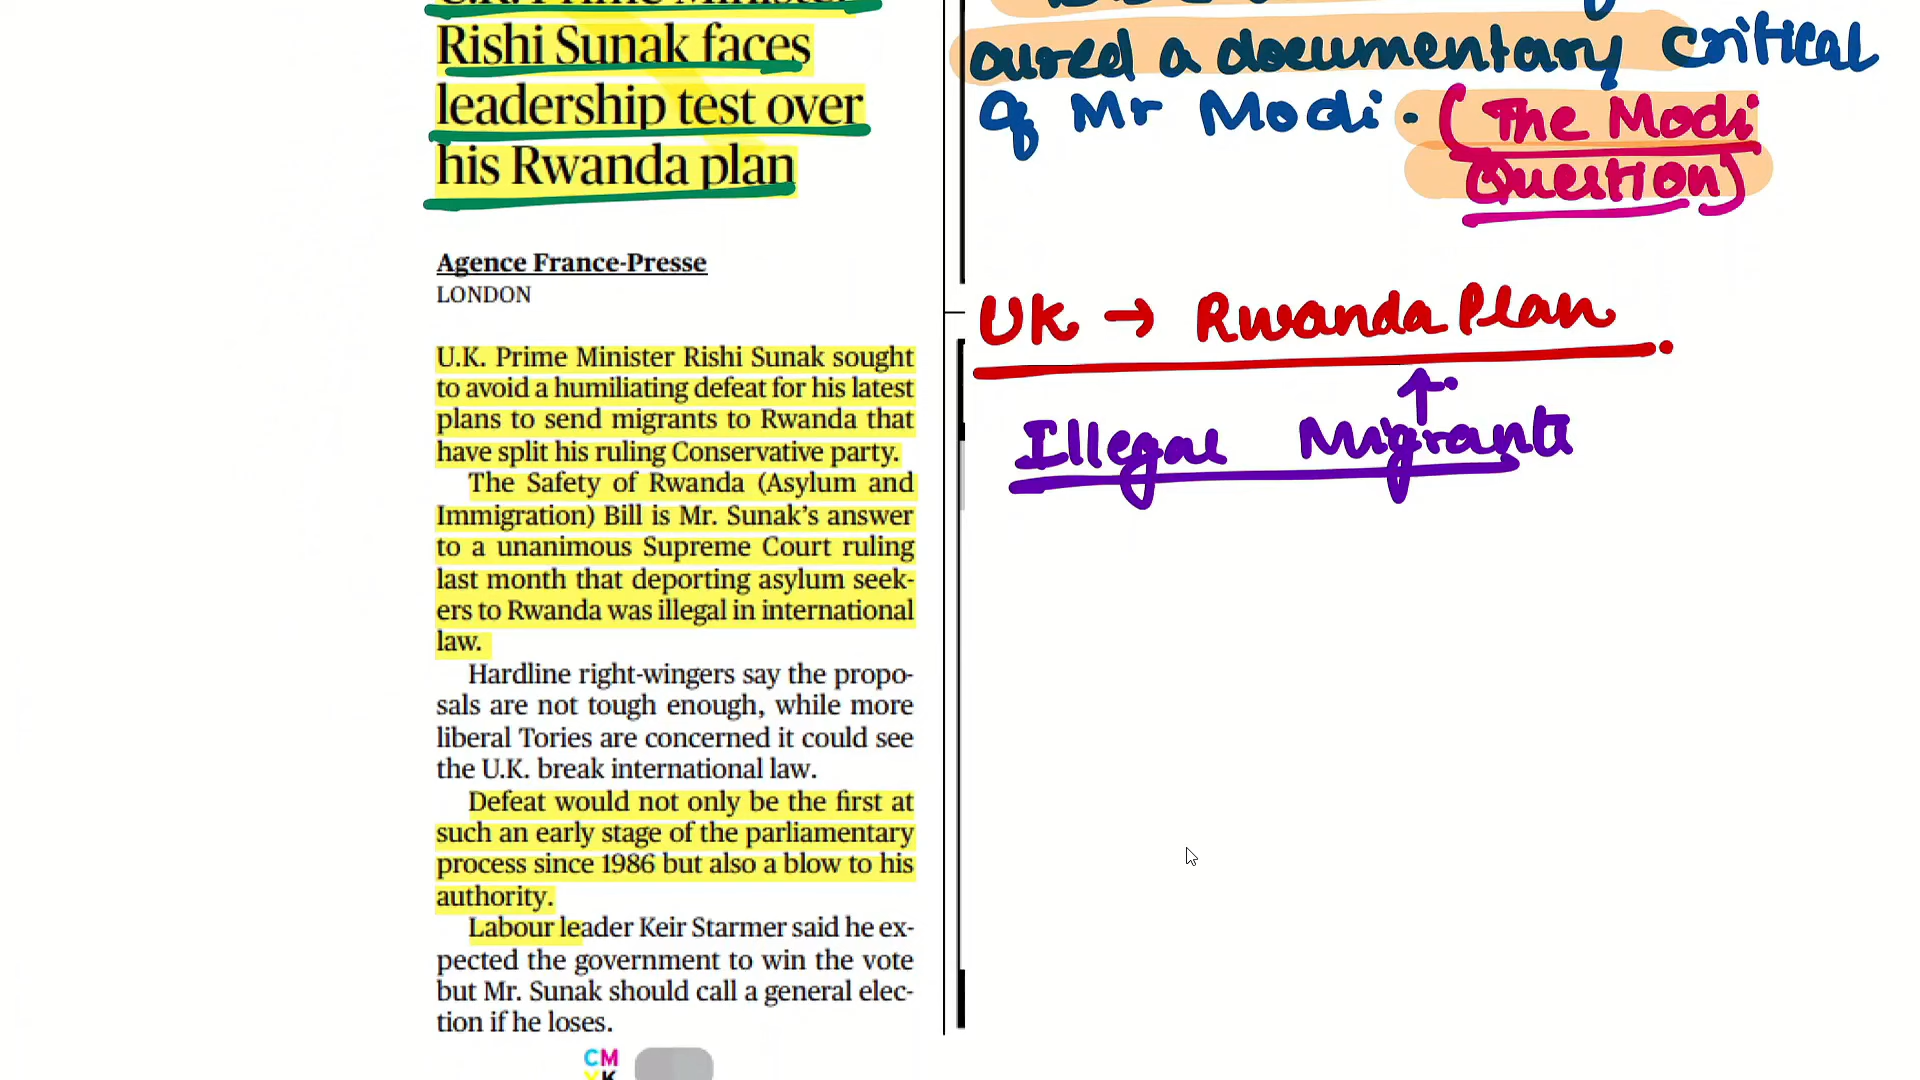 U.K. Prime Minister
Rishi Sunak faces
leadership test over
his Rwanda plan
Agence France-Presse
LONDON
U.K. Prime Minister Rishi Sunak sought
to avoid a humiliating defeat for his latest
plans to send migrants to Rwanda that
have split his ruling Conservative party.
The Safety of Rwanda (Asylum and
Immigration) Bill is Mr. Sunak’s answer
to a unanimous Supreme Court ruling
last month that deporting asylum seek-
ers to Rwanda was illegal in international
law.
Hardline right-wingers say the propo-
sals are not tough enough, while more
liberal Tories are concerned it could see
the U.K. break international law.
Defeat would not only be the first at
such an early stage of the parliamentary
process since 1986 but also a blow to his
authority.
Labour leader Keir Starmer said he ex-
pected the government to win the vote
but Mr. Sunak should call a general elec-
tion if he loses.
CM
YK
aired a documentary critical
of Mr Modi. (The Modi
Question)
UK → Rwanda Plan
Illegal Migrants